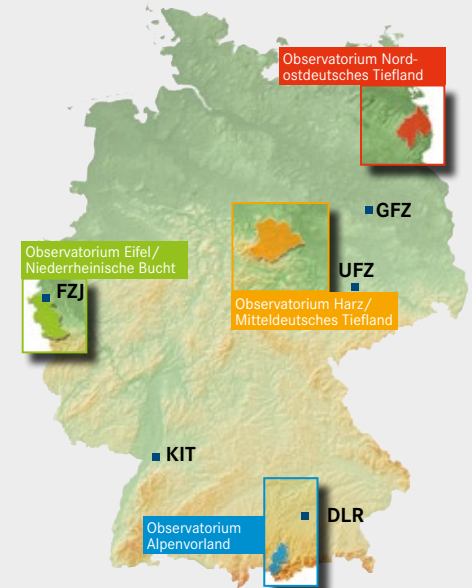 Observatorium Nord-
ostdeutsches Tiefland
GFZ
UFZ
Observatorium Eifel/
Niederrheinische Bucht
FZJ
Observatorium Harz/
Mitteldeutsches Tiefland
KIT
DLR
Observatorium
Alpenvorland